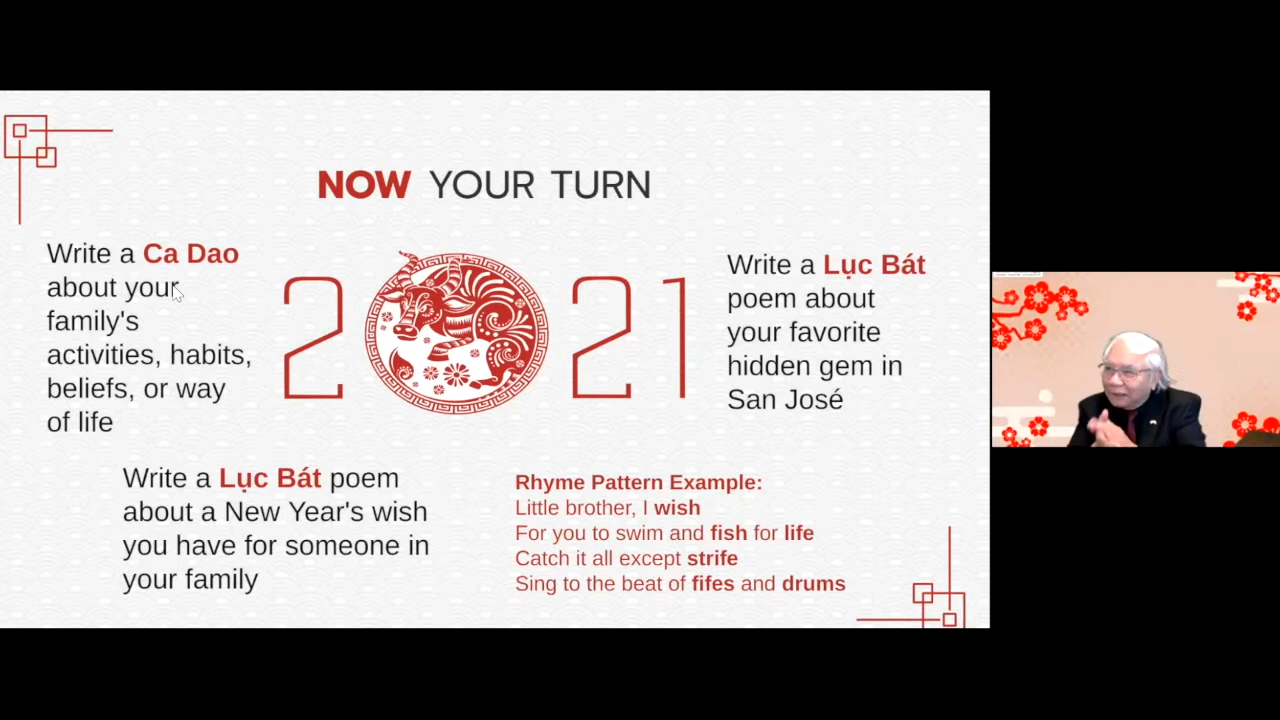 NOW YOUR TURN
Write a Ca Dao
about your
family's
activities, habits,
beliefs, or way
of life
2021
Write a Lục Bát
poem about
your favorite
hidden gem in
San José
Write a Lục Bát poem
about a New Year's wish
you have for someone in
your family
Rhyme Pattern Example:
Little brother, I wish
For you to swim and fish for life
Catch it all except strife
Sing to the beat of fifes and drums